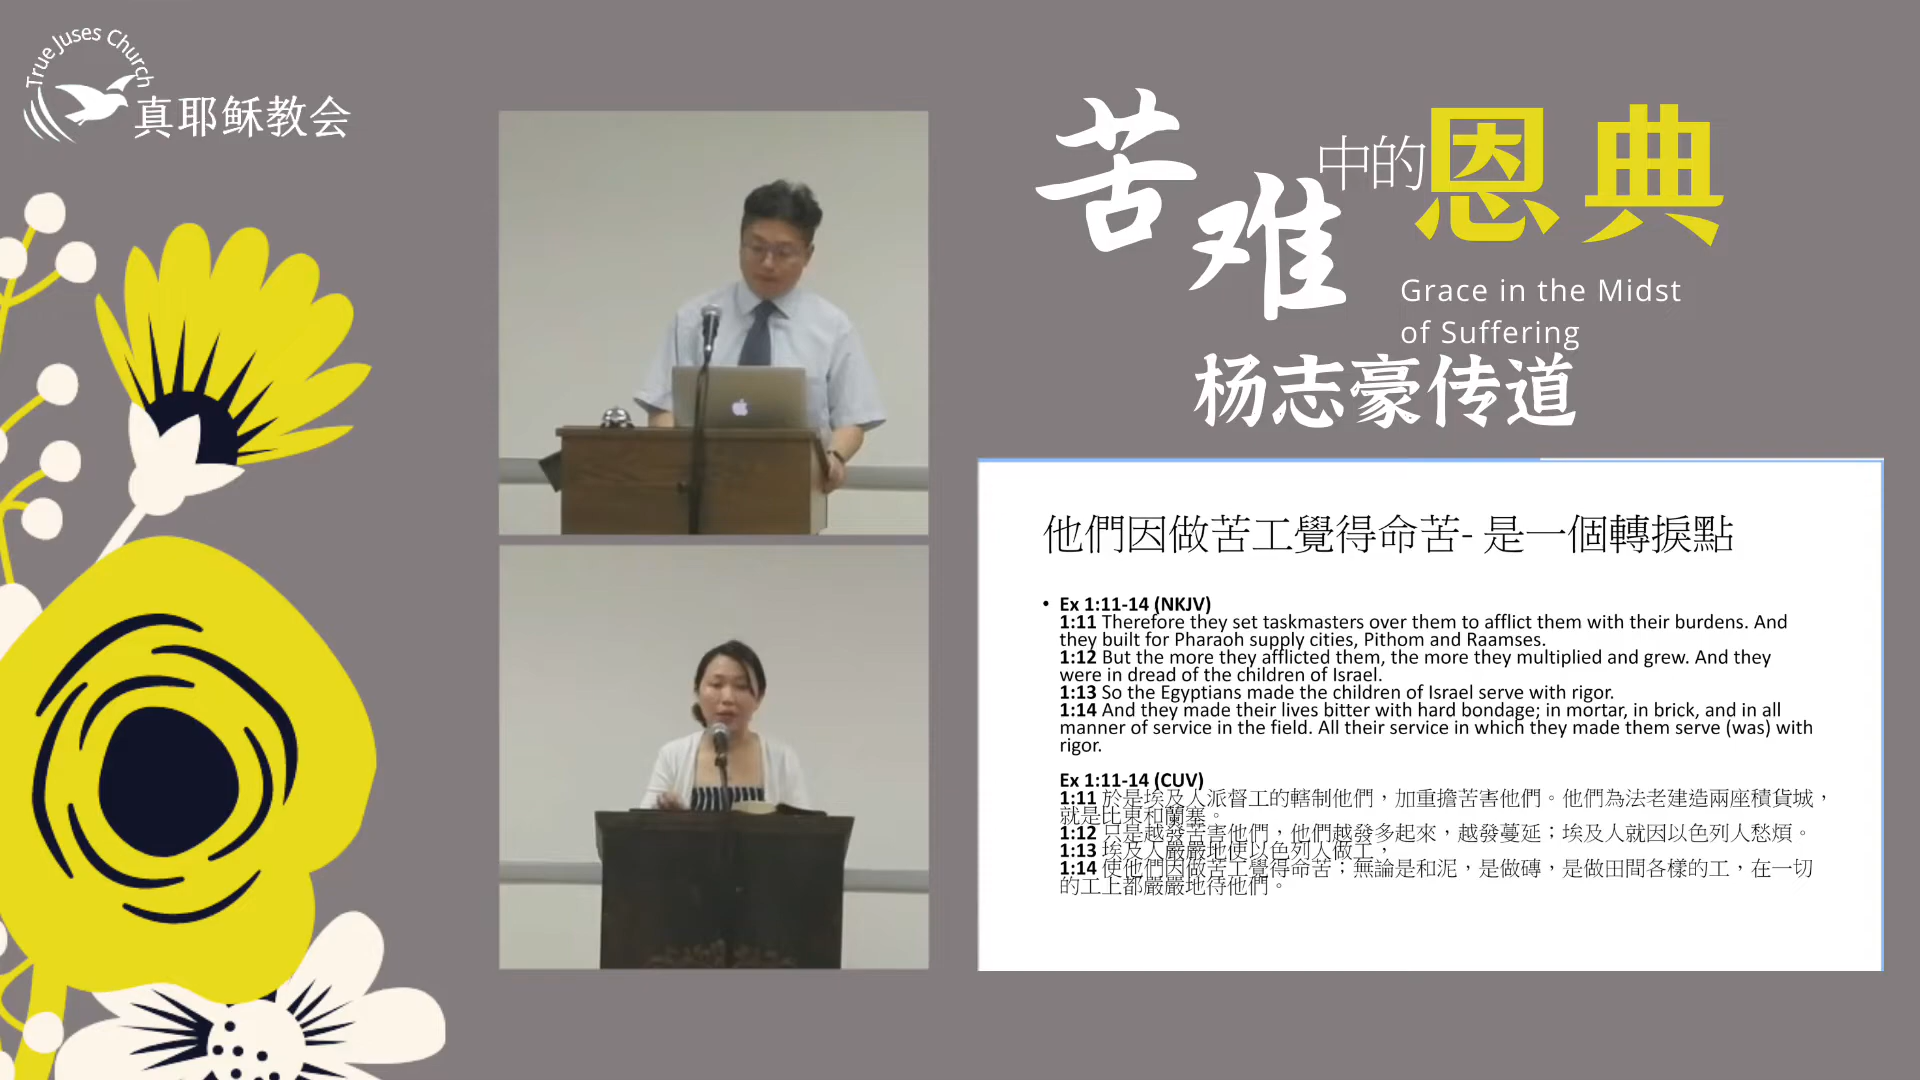 True Juses Church
真耶稣教会
苦难中的恩典
Grace in the Midst
of Suffering
杨志豪传道
他們因做苦工覺得命苦- 是一個轉捩點
• Ex 1:11-14 (NKJV)
1:11 Therefore they set taskmasters over them to afflict them with their burdens. And
they built for Pharaoh supply cities, Pithom and Raamses.
1:12 But the more they afflicted them, the more they multiplied and grew. And they
were in dread of the children of Israel.
1:13 So the Egyptians made the children of Israel serve with rigor.
1:14 And they made their lives bitter with hard bondage; in mortar, in brick, and in all
manner of service in the field. All their service in which they made them serve (was) with
rigor.
Ex 1:11-14 (CUV)
1:11 於是埃及人派督工的轄制他們，加重擔苦害他們。他們為法老建造兩座積貨城，
就是比東和蘭塞。
1:12 只是越發苦害他們，他們越發多起來，越發蔓延；埃及人就因以色列人愁煩。
1:13 埃及人嚴嚴地使以色列人做工，
1:14 使他們因做苦工覺得命苦；無論是和泥，是做磚，是做田間各樣的工，在一切
的工上都嚴嚴地待他們。